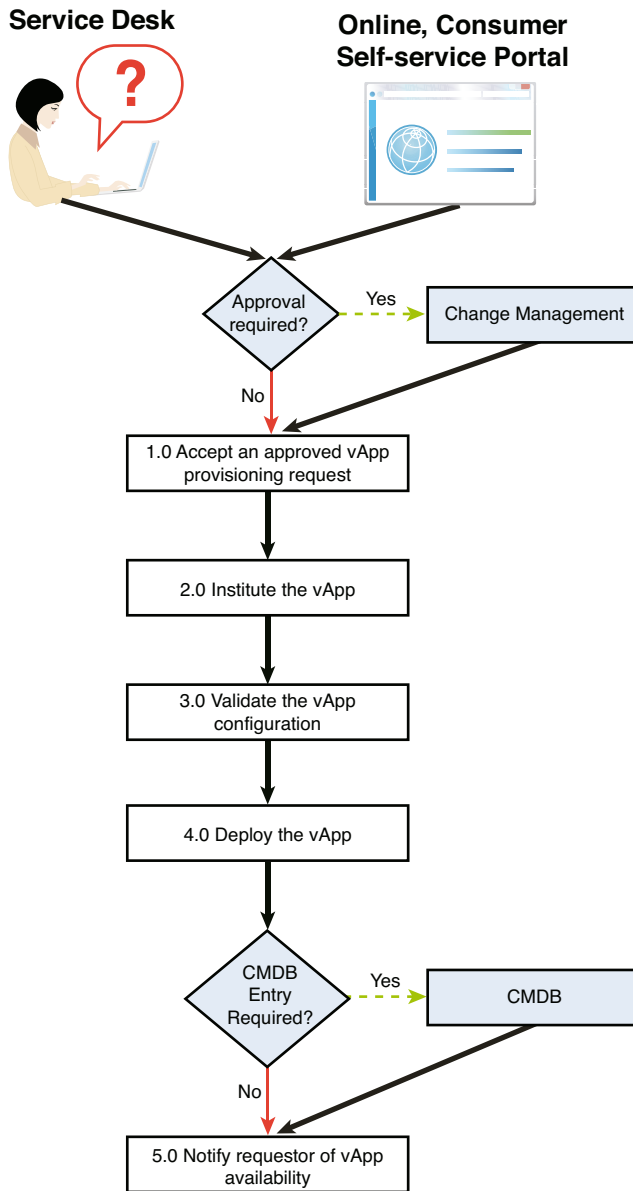 Service Desk
Online, Consumer
Self-service Portal
?
Approval
required?
Yes
Change Management
No
1.0 Accept an approved vApp
provisioning request
2.0 Institute the vApp
3.0 Validate the vApp
configuration
4.0 Deploy the vApp
CMDB
Entry
Required?
Yes
CMDB
No
5.0 Notify requestor of vApp
availability